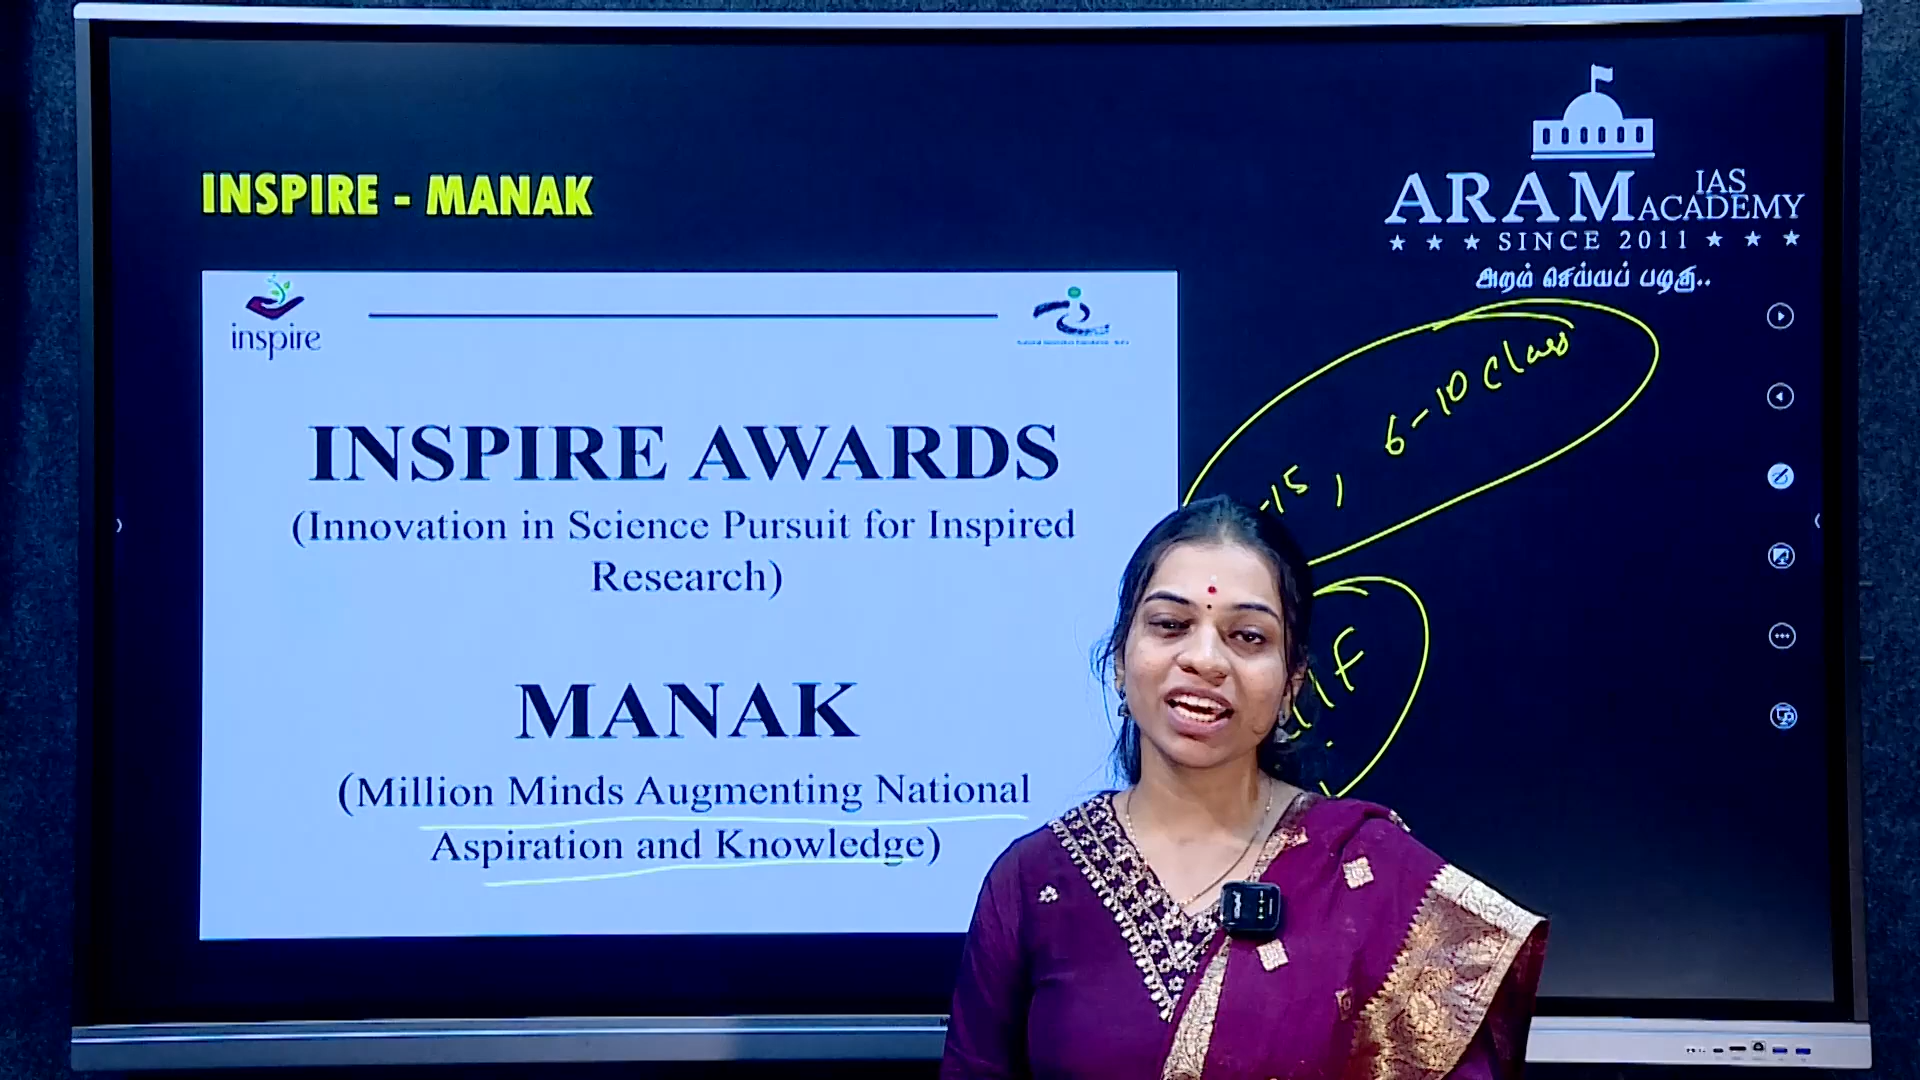 INSPIRE - MANAK
ARAM IAS ACADEMY
★ ★ ★ SINCE 2011 ★ ★ ★
அறம் செய்யப் பழகு..
inspire
INSPIRE AWARDS
(Innovation in Science Pursuit for Inspired
Research)
MANAK
(Million Minds Augmenting National
Aspiration and Knowledge)
-15, 6-10 class